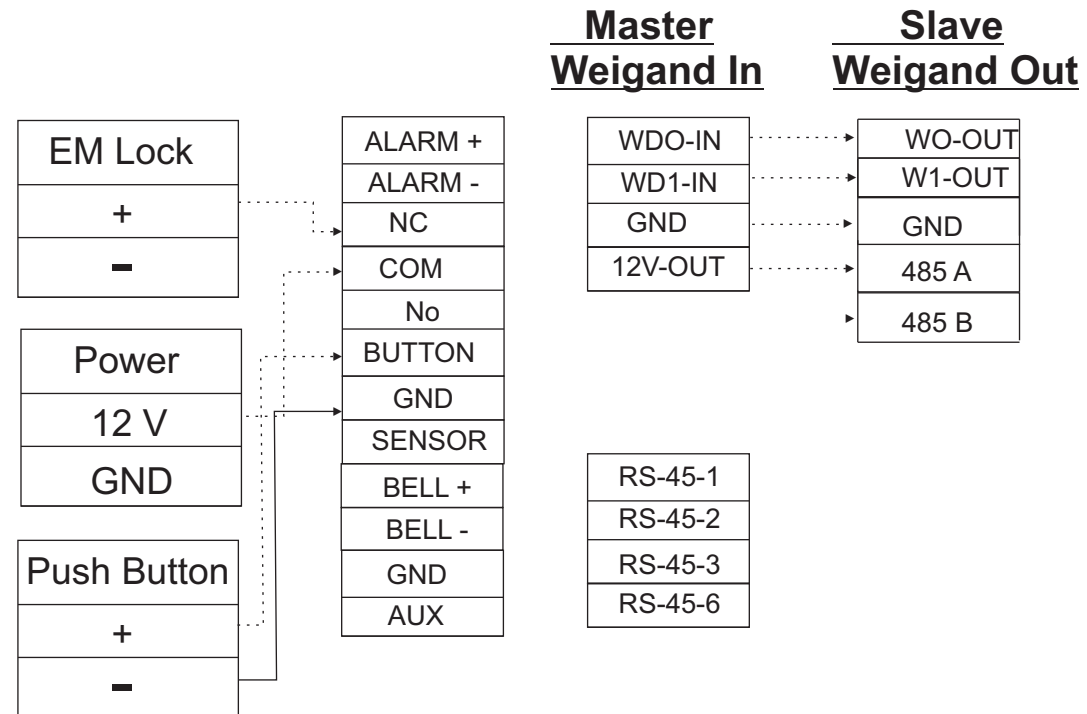 Master
Weigand In
Slave
Weigand Out
EM Lock
+
-
Power
12 V
GND
Push Button
+
-
ALARM +
ALARM -
NC
COM
No
BUTTON
GND
SENSOR
BELL +
BELL -
GND
AUX
WDO-IN
WD1-IN
GND
12V-OUT
WO-OUT
W1-OUT
GND
485 A
485 B
RS-45-1
RS-45-2
RS-45-3
RS-45-6